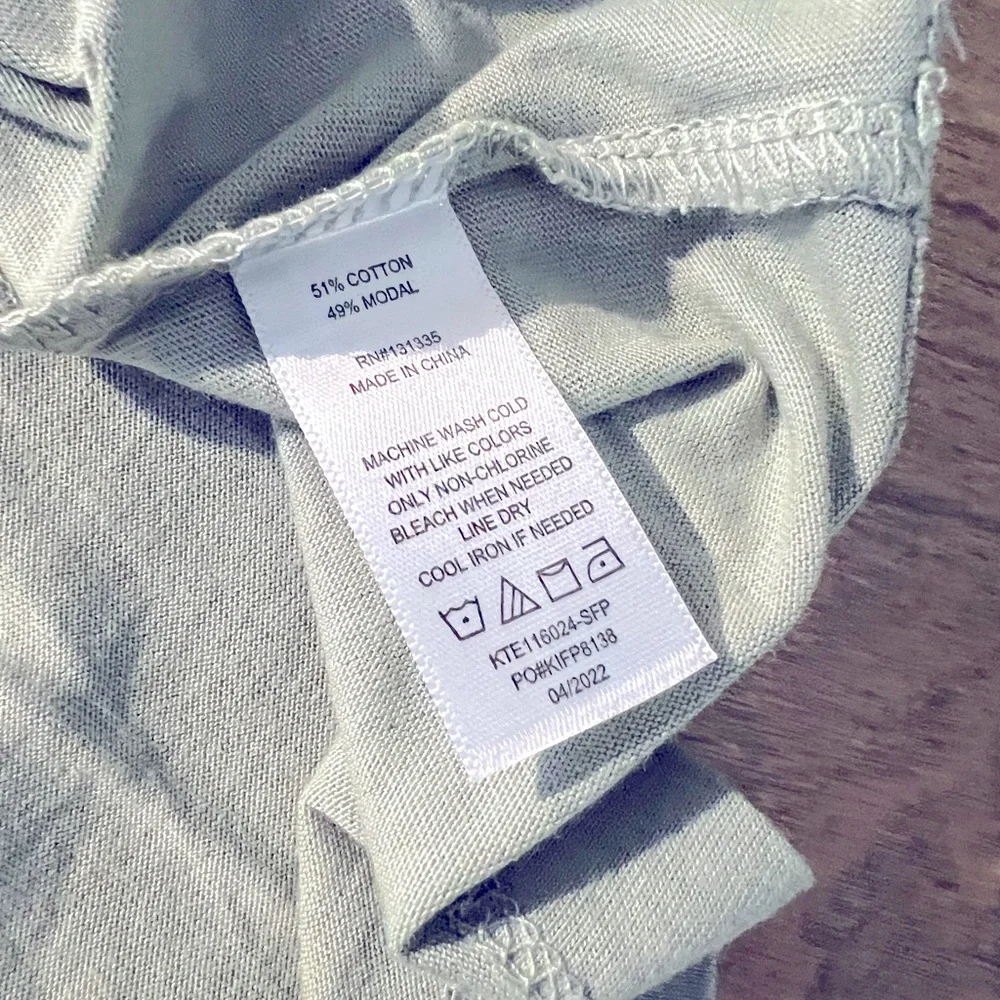 51% COTTON
49% MODAL
RN#131335
MADE IN CHINA
MACHINE WASH COLD
WITH LIKE COLORS
ONLY NON-CHLORINE
BLEACH WHEN NEEDED
LINE DRY
COOL IRON IF NEEDED
KTE116024-SFP
PO#KIFP8138
04/2022